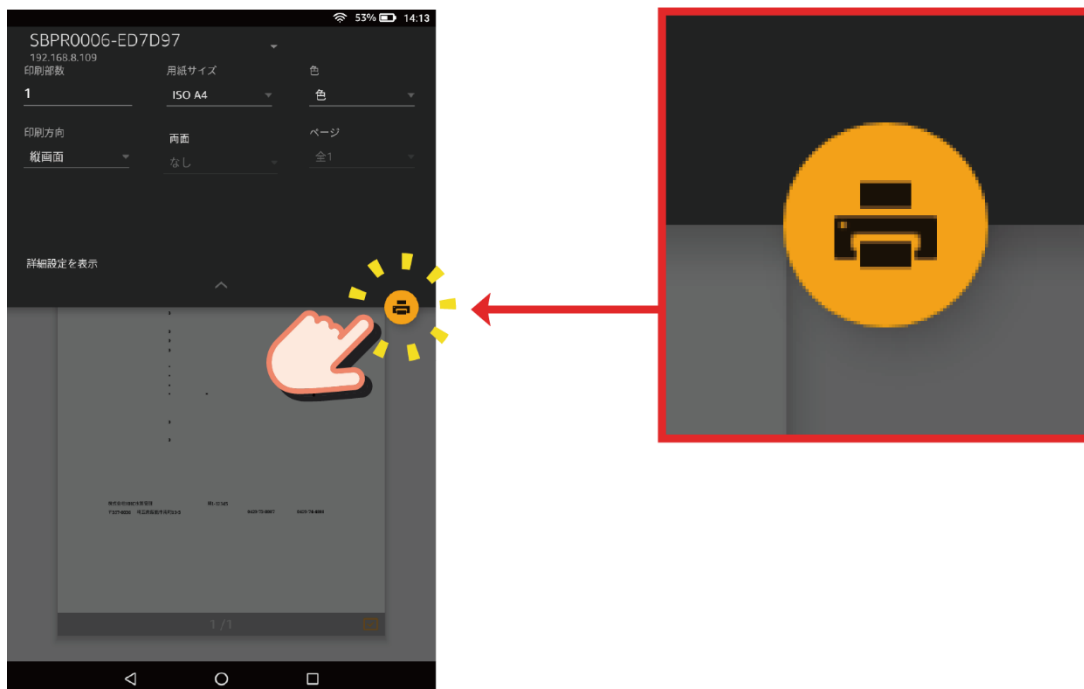 53% 14:13
SBPR0006-ED7D97
192.168.8.109
印刷部数 用紙サイズ 色
1 ISO A4 色
印刷方向 両面 ページ
縦画面 なし 全1
詳細設定を表示
1 /1